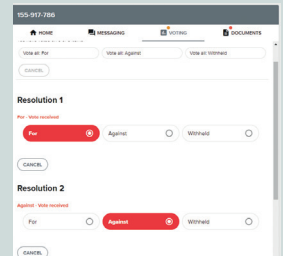 155-917-786
HOME MESSAGING VOTING DOCUMENTS
Vote all: For Vote all: Against Vote all: Withheld
CANCEL
Resolution 1
For - Vote received
For Against Withheld
CANCEL
Resolution 2
Against - Vote received
For Against Withheld
CANCEL